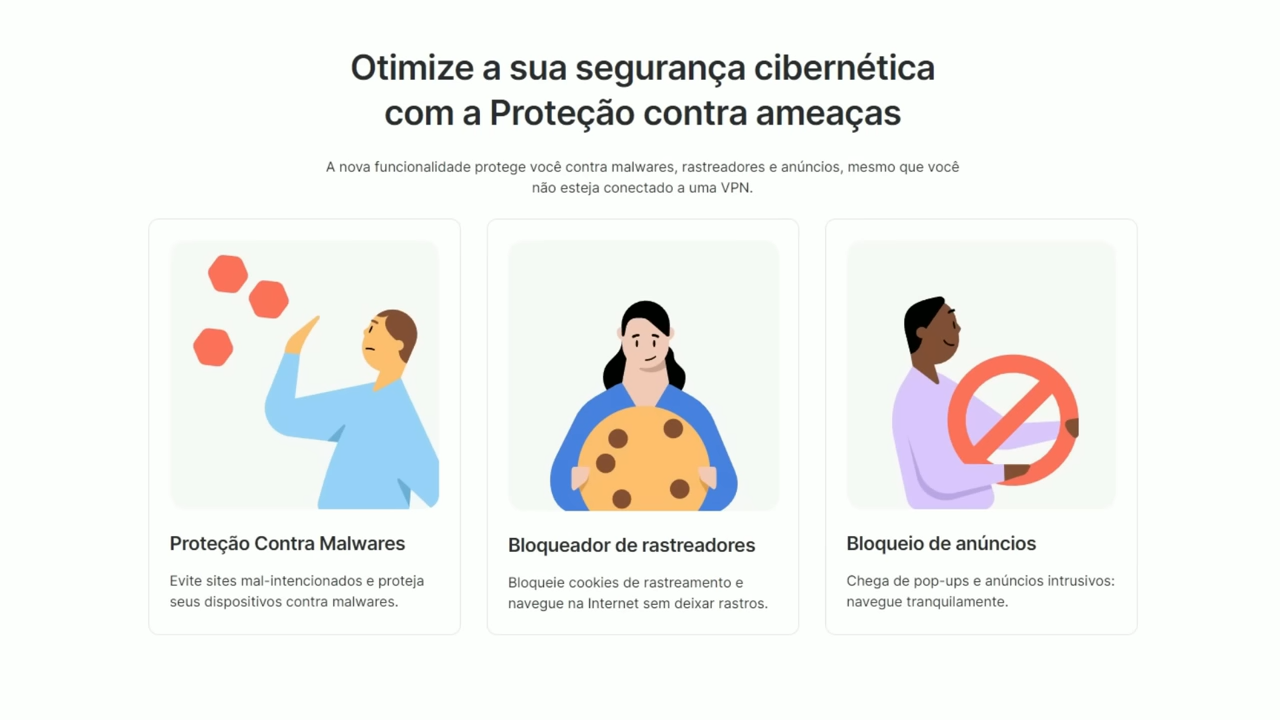 Otimize a sua segurança cibernética
com a Proteção contra ameaças
A nova funcionalidade protege você contra malwares, rastreadores e anúncios, mesmo que você
não esteja conectado a uma VPN.
Proteção Contra Malwares
Evite sites mal-intencionados e proteja
seus dispositivos contra malwares.
Bloqueador de rastreadores
Bloqueie cookies de rastreamento e
navegue na Internet sem deixar rastros.
Bloqueio de anúncios
Chega de pop-ups e anúncios intrusivos:
navegue tranquilamente.